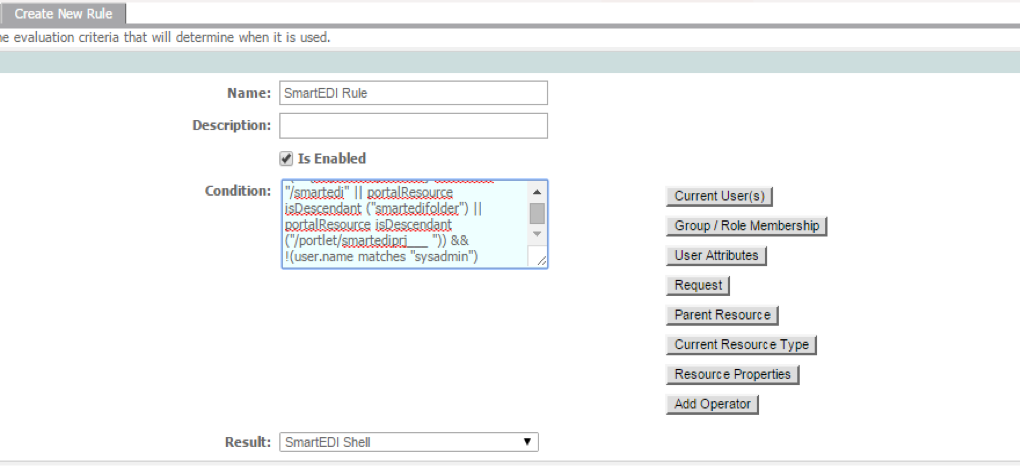 Create New Rule
he evaluation criteria that will determine when it is used.
Name: SmartEDI Rule
Description:
Is Enabled
Condition:
"/smartedi" || portalResource
isDescendant ("smartedifolder") ||
portalResource isDescendant
("/portlet/smartediprj___ ")) &&
!(user.name matches "sysadmin")
Current User(s)
Group / Role Membership
User Attributes
Request
Parent Resource
Current Resource Type
Resource Properties
Add Operator
Result: SmartEDI Shell